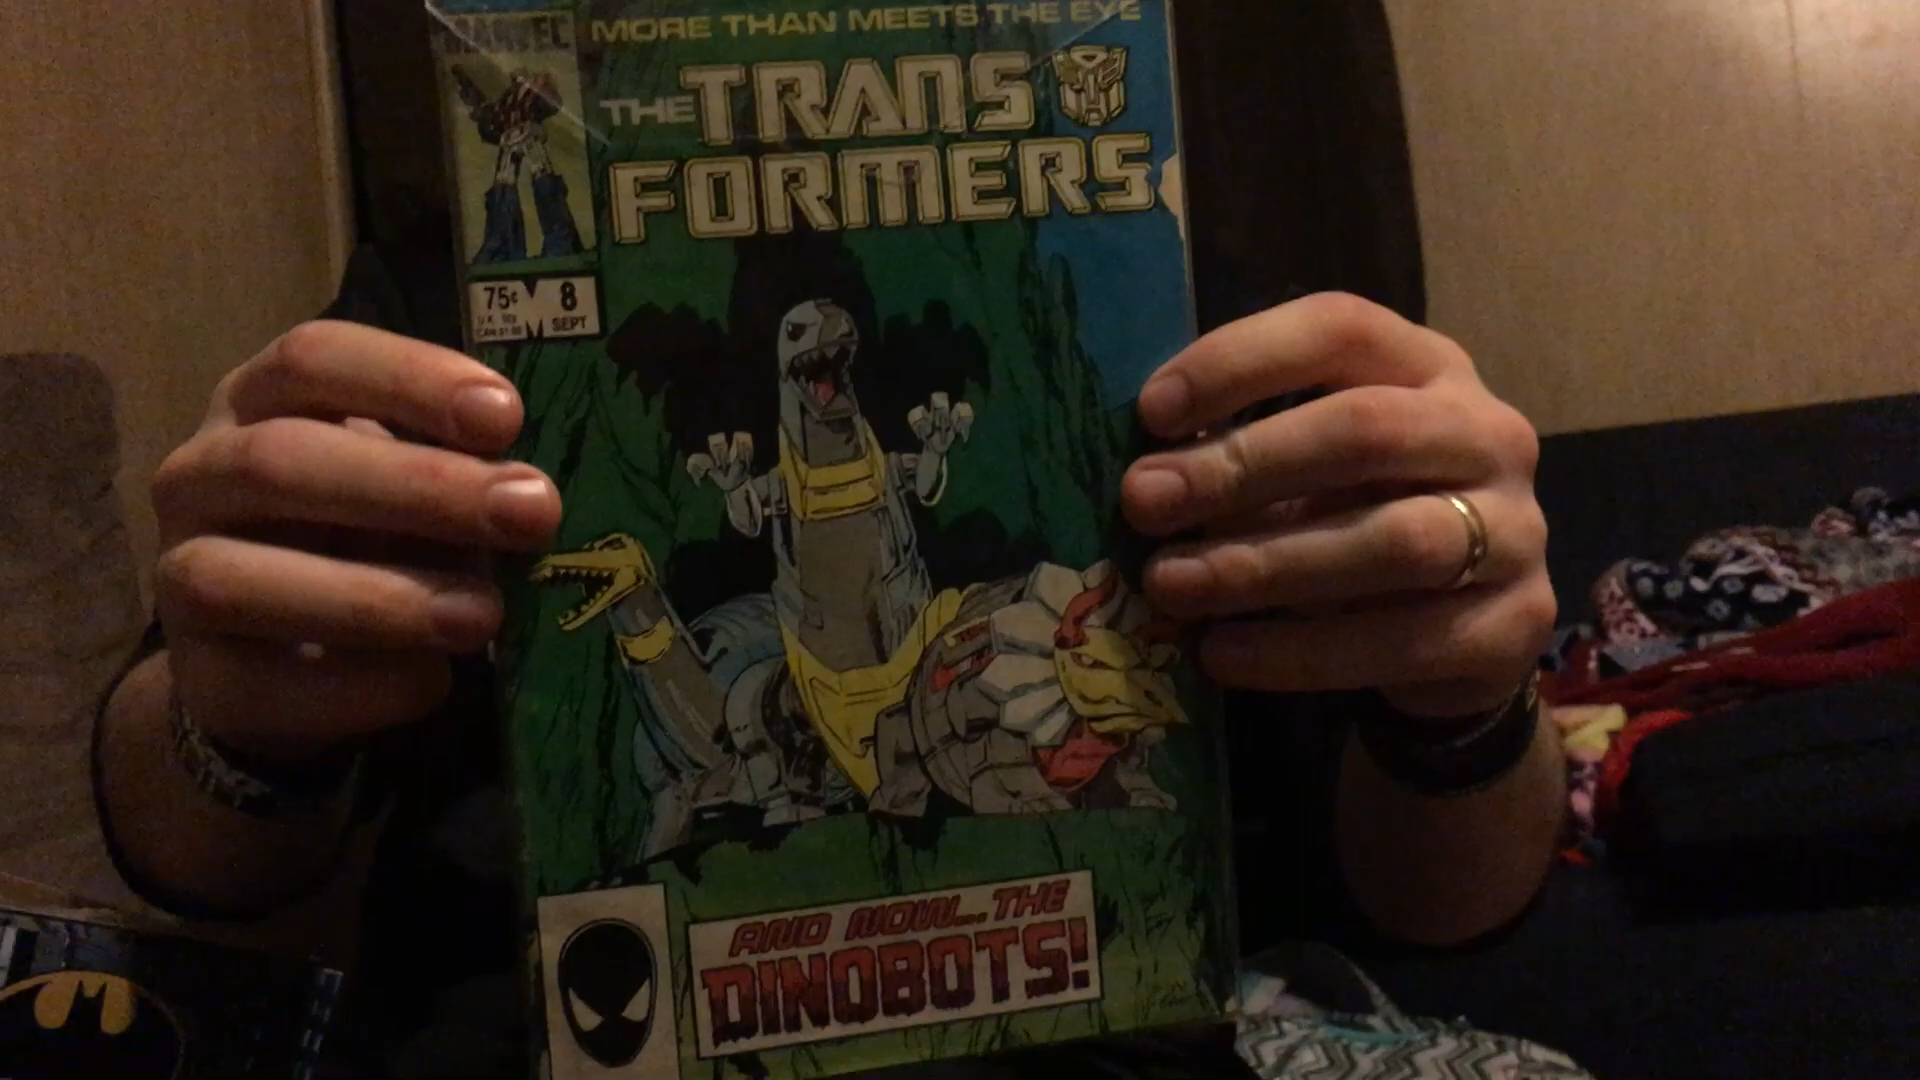 MARVEL
MORE THAN MEETS THE EYE
THE TRANS
FORMERS
75¢
8
SEPT
AND NOW... THE
DINOBOTS!